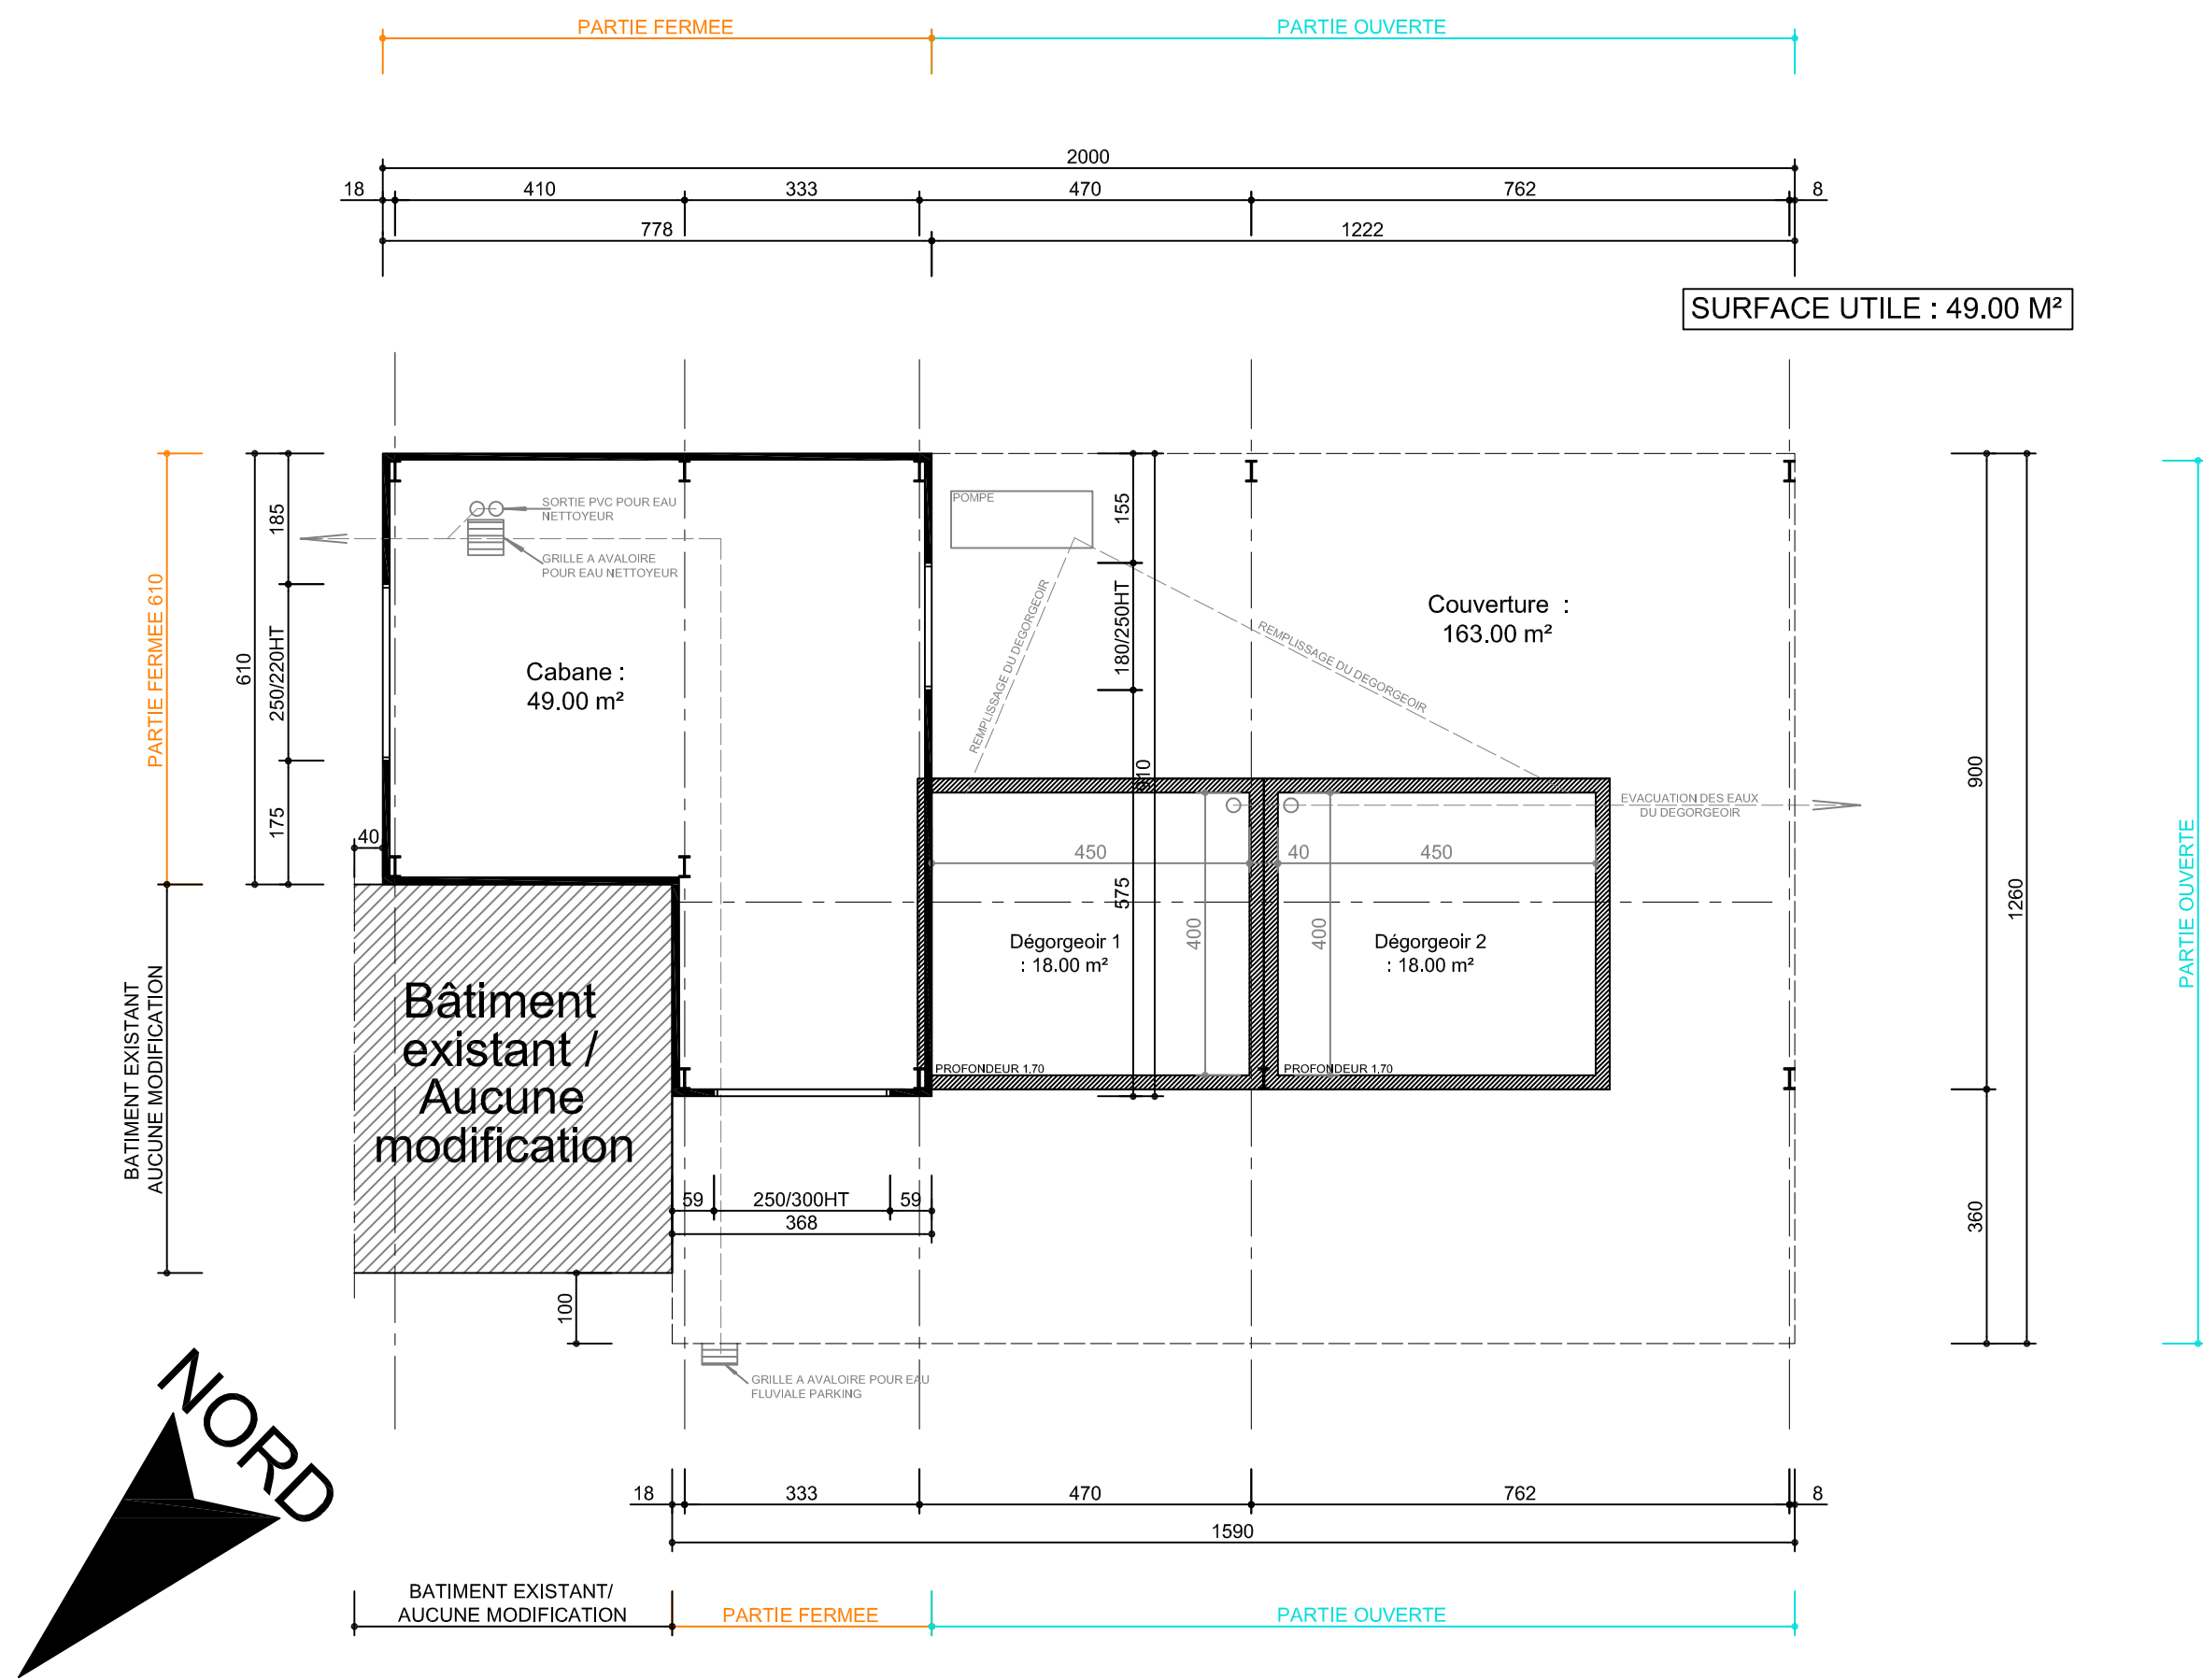 PARTIE FERMEE
PARTIE OUVERTE
2000
18
410
333
470
762
8
778
1222
SURFACE UTILE : 49.00 M²
SORTIE PVC POUR EAU
NETTOYEUR
GRILLE A AVALOIRE
POUR EAU NETTOYEUR
POMPE
REMPLISSAGE DU DEGORGEOIR
REMPLISSAGE DU DEGORGEOIR
Couverture :
163.00 m²
Cabane :
49.00 m²
PARTIE FERMEE 610
610
185
250/220HT
175
40
155
180/250HT
910
575
900
1260
360
PARTIE OUVERTE
EVACUATION DES EAUX
DU DEGORGEOIR
450
40
450
400
400
Dégorgeoir 1
: 18.00 m²
Dégorgeoir 2
: 18.00 m²
PROFONDEUR 1,70
PROFONDEUR 1,70
BATIMENT EXISTANT
AUCUNE MODIFICATION
Bâtiment
existant /
Aucune
modification
59
250/300HT
59
368
100
GRILLE A AVALOIRE POUR EAU
FLUVIALE PARKING
NORD
18
333
470
762
8
1590
BATIMENT EXISTANT/
AUCUNE MODIFICATION
PARTIE FERMEE
PARTIE OUVERTE